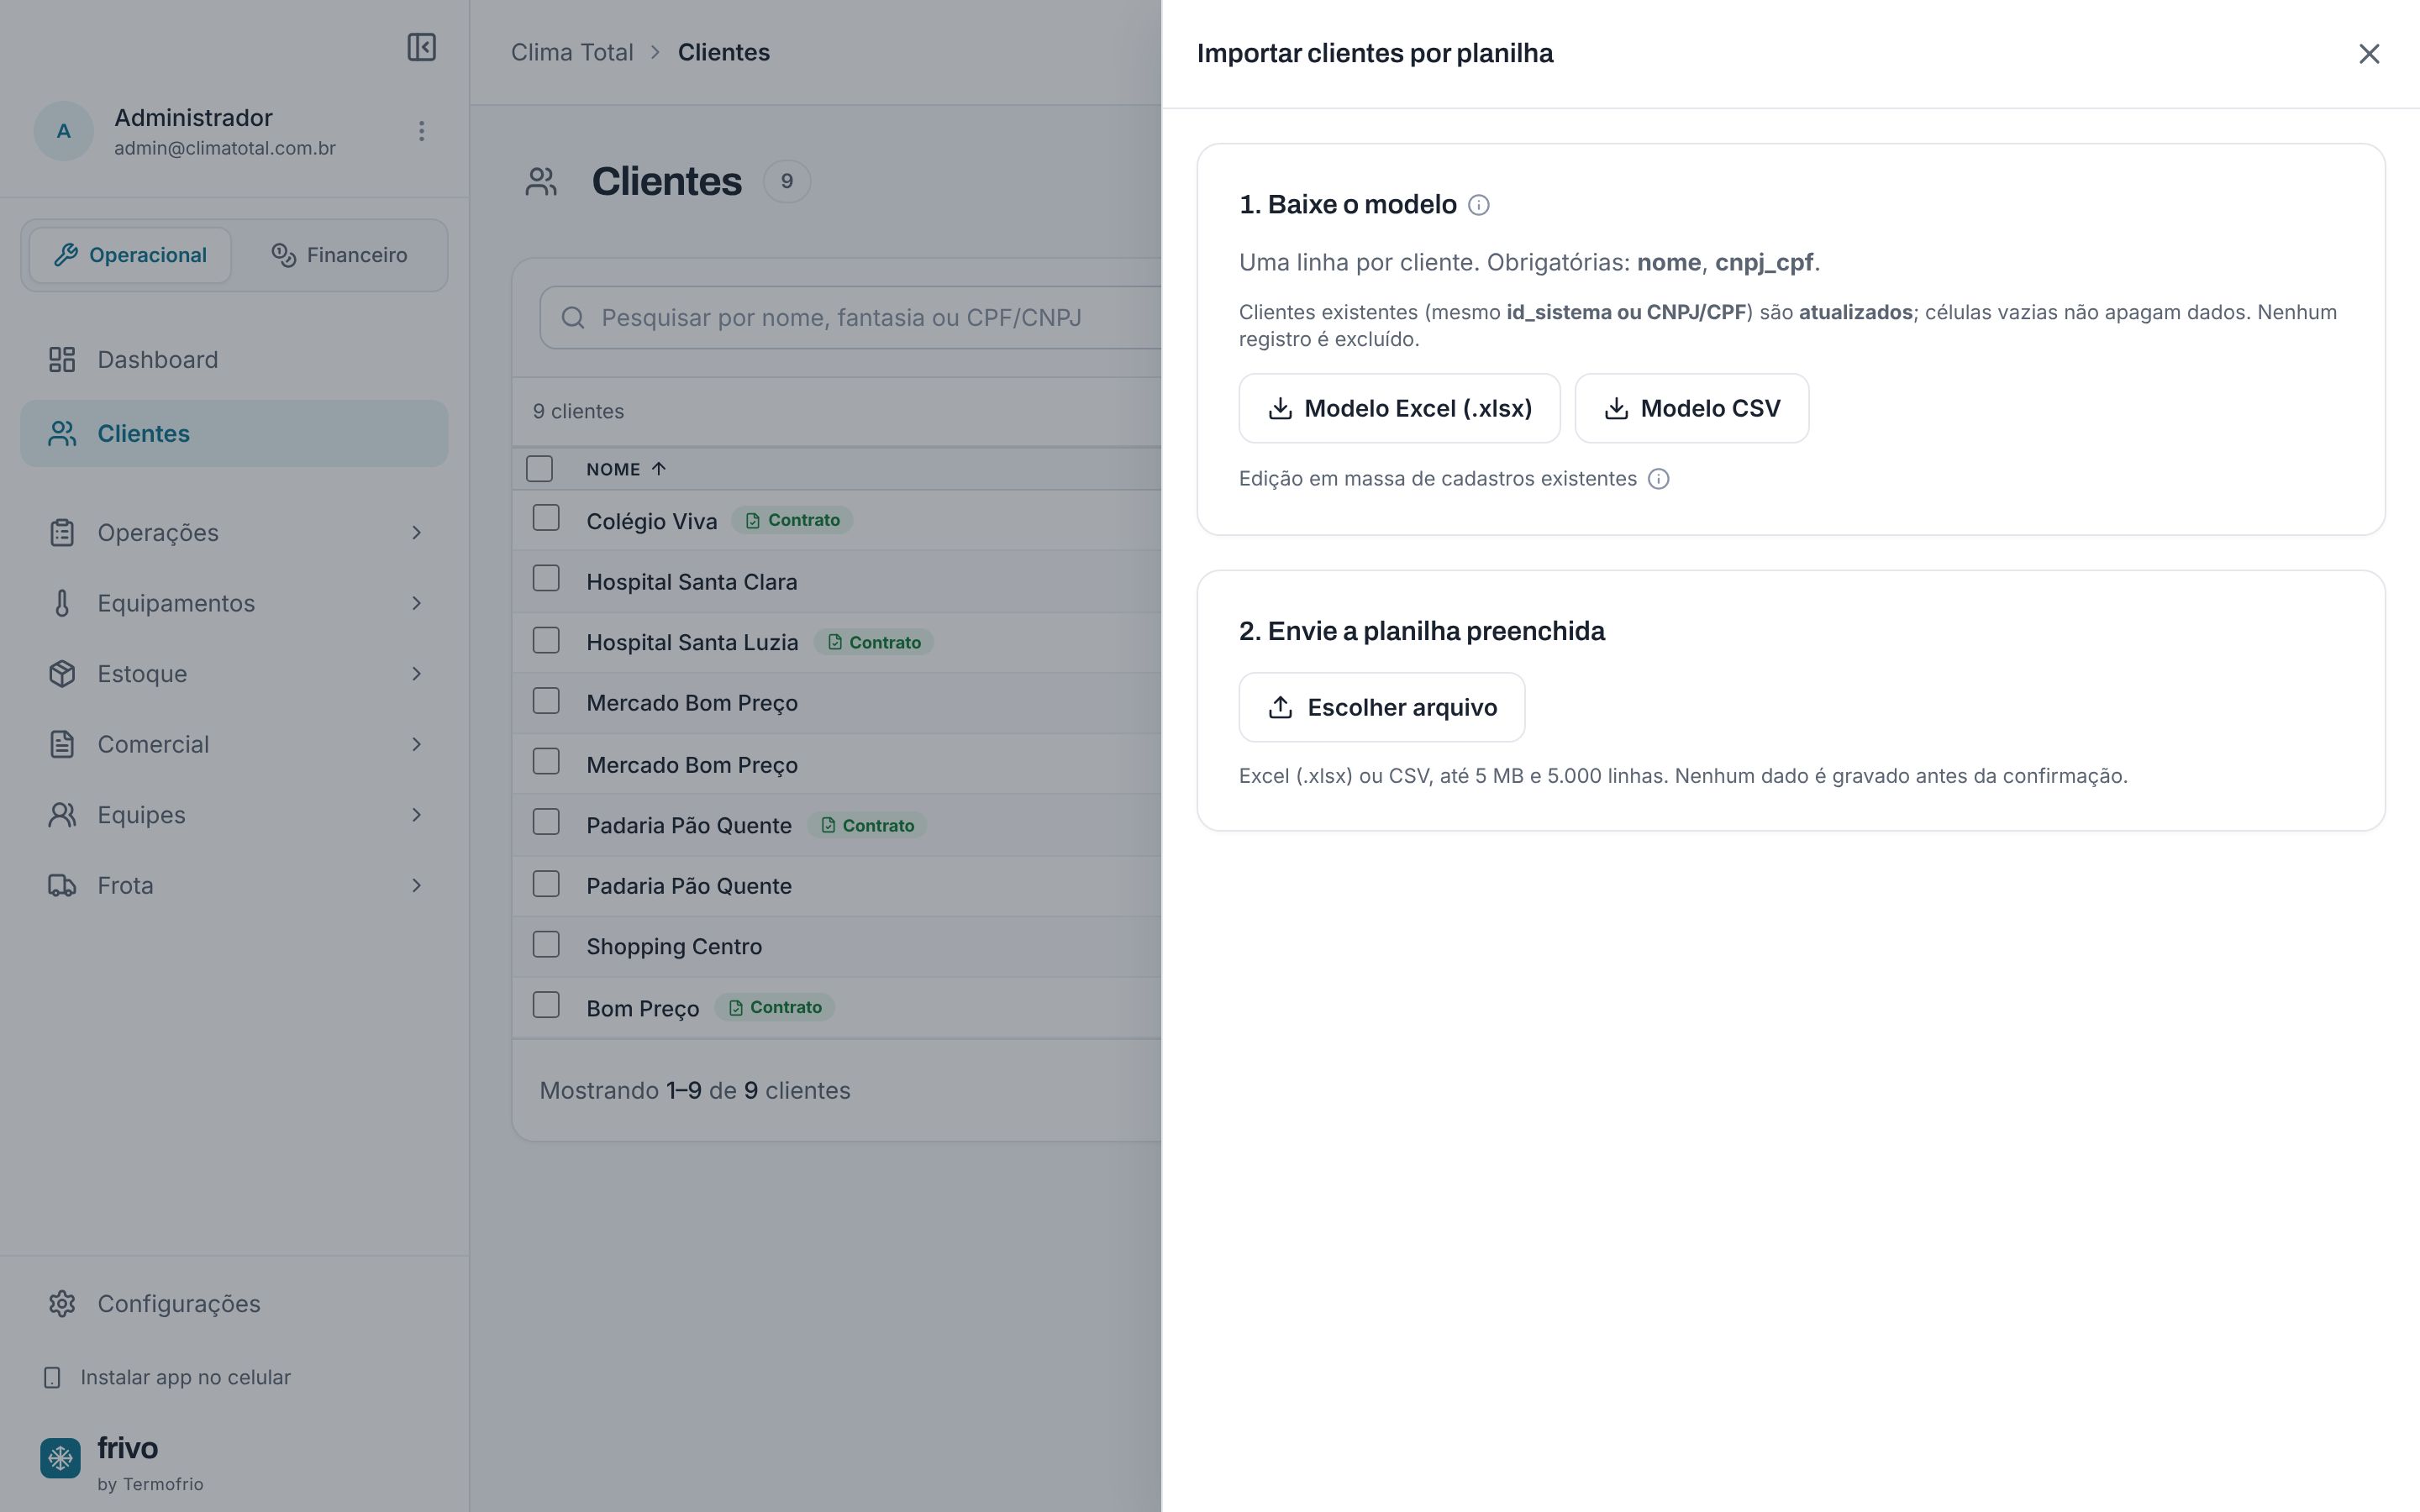 A
Administrador
admin@climatotal.com.br
Operacional
Financeiro
Dashboard
Clientes
Operações
Equipamentos
Estoque
Comercial
Equipes
Frota
Configurações
Instalar app no celular
frivo
by Termofrio
Clima Total > Clientes
Clientes 9
Pesquisar por nome, fantasia ou CPF/CNPJ
9 clientes
NOME
Colégio Viva Contrato
Hospital Santa Clara
Hospital Santa Luzia Contrato
Mercado Bom Preço
Mercado Bom Preço
Padaria Pão Quente Contrato
Padaria Pão Quente
Shopping Centro
Bom Preço Contrato
Mostrando 1–9 de 9 clientes
Importar clientes por planilha
1. Baixe o modelo
Uma linha por cliente. Obrigatórias: nome, cnpj_cpf.
Clientes existentes (mesmo id_sistema ou CNPJ/CPF) são atualizados; células vazias não apagam dados. Nenhum
registro é excluído.
Modelo Excel (.xlsx)
Modelo CSV
Edição em massa de cadastros existentes
2. Envie a planilha preenchida
Escolher arquivo
Excel (.xlsx) ou CSV, até 5 MB e 5.000 linhas. Nenhum dado é gravado antes da confirmação.